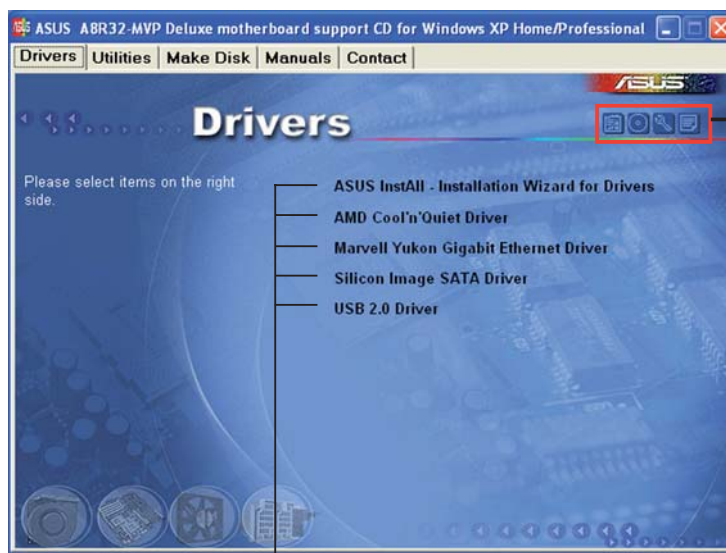 ASUS A8R32-MVP Deluxe motherboard support CD for Windows XP Home/Professional
Drivers Utilities Make Disk Manuals Contact
ASUS
Drivers
Please select items on the right
side.
ASUS InstAll - Installation Wizard for Drivers
AMD Cool'n'Quiet Driver
Marvell Yukon Gigabit Ethernet Driver
Silicon Image SATA Driver
USB 2.0 Driver